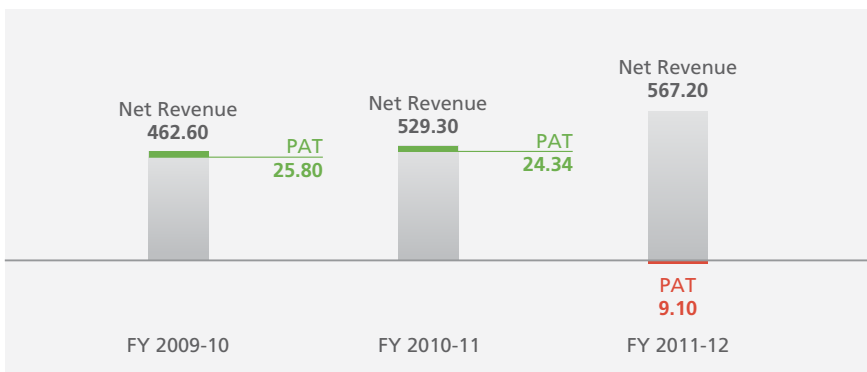 Net Revenue
462.60
PAT
25.80
FY 2009-10
Net Revenue
529.30
PAT
24.34
FY 2010-11
Net Revenue
567.20
PAT
9.10
FY 2011-12